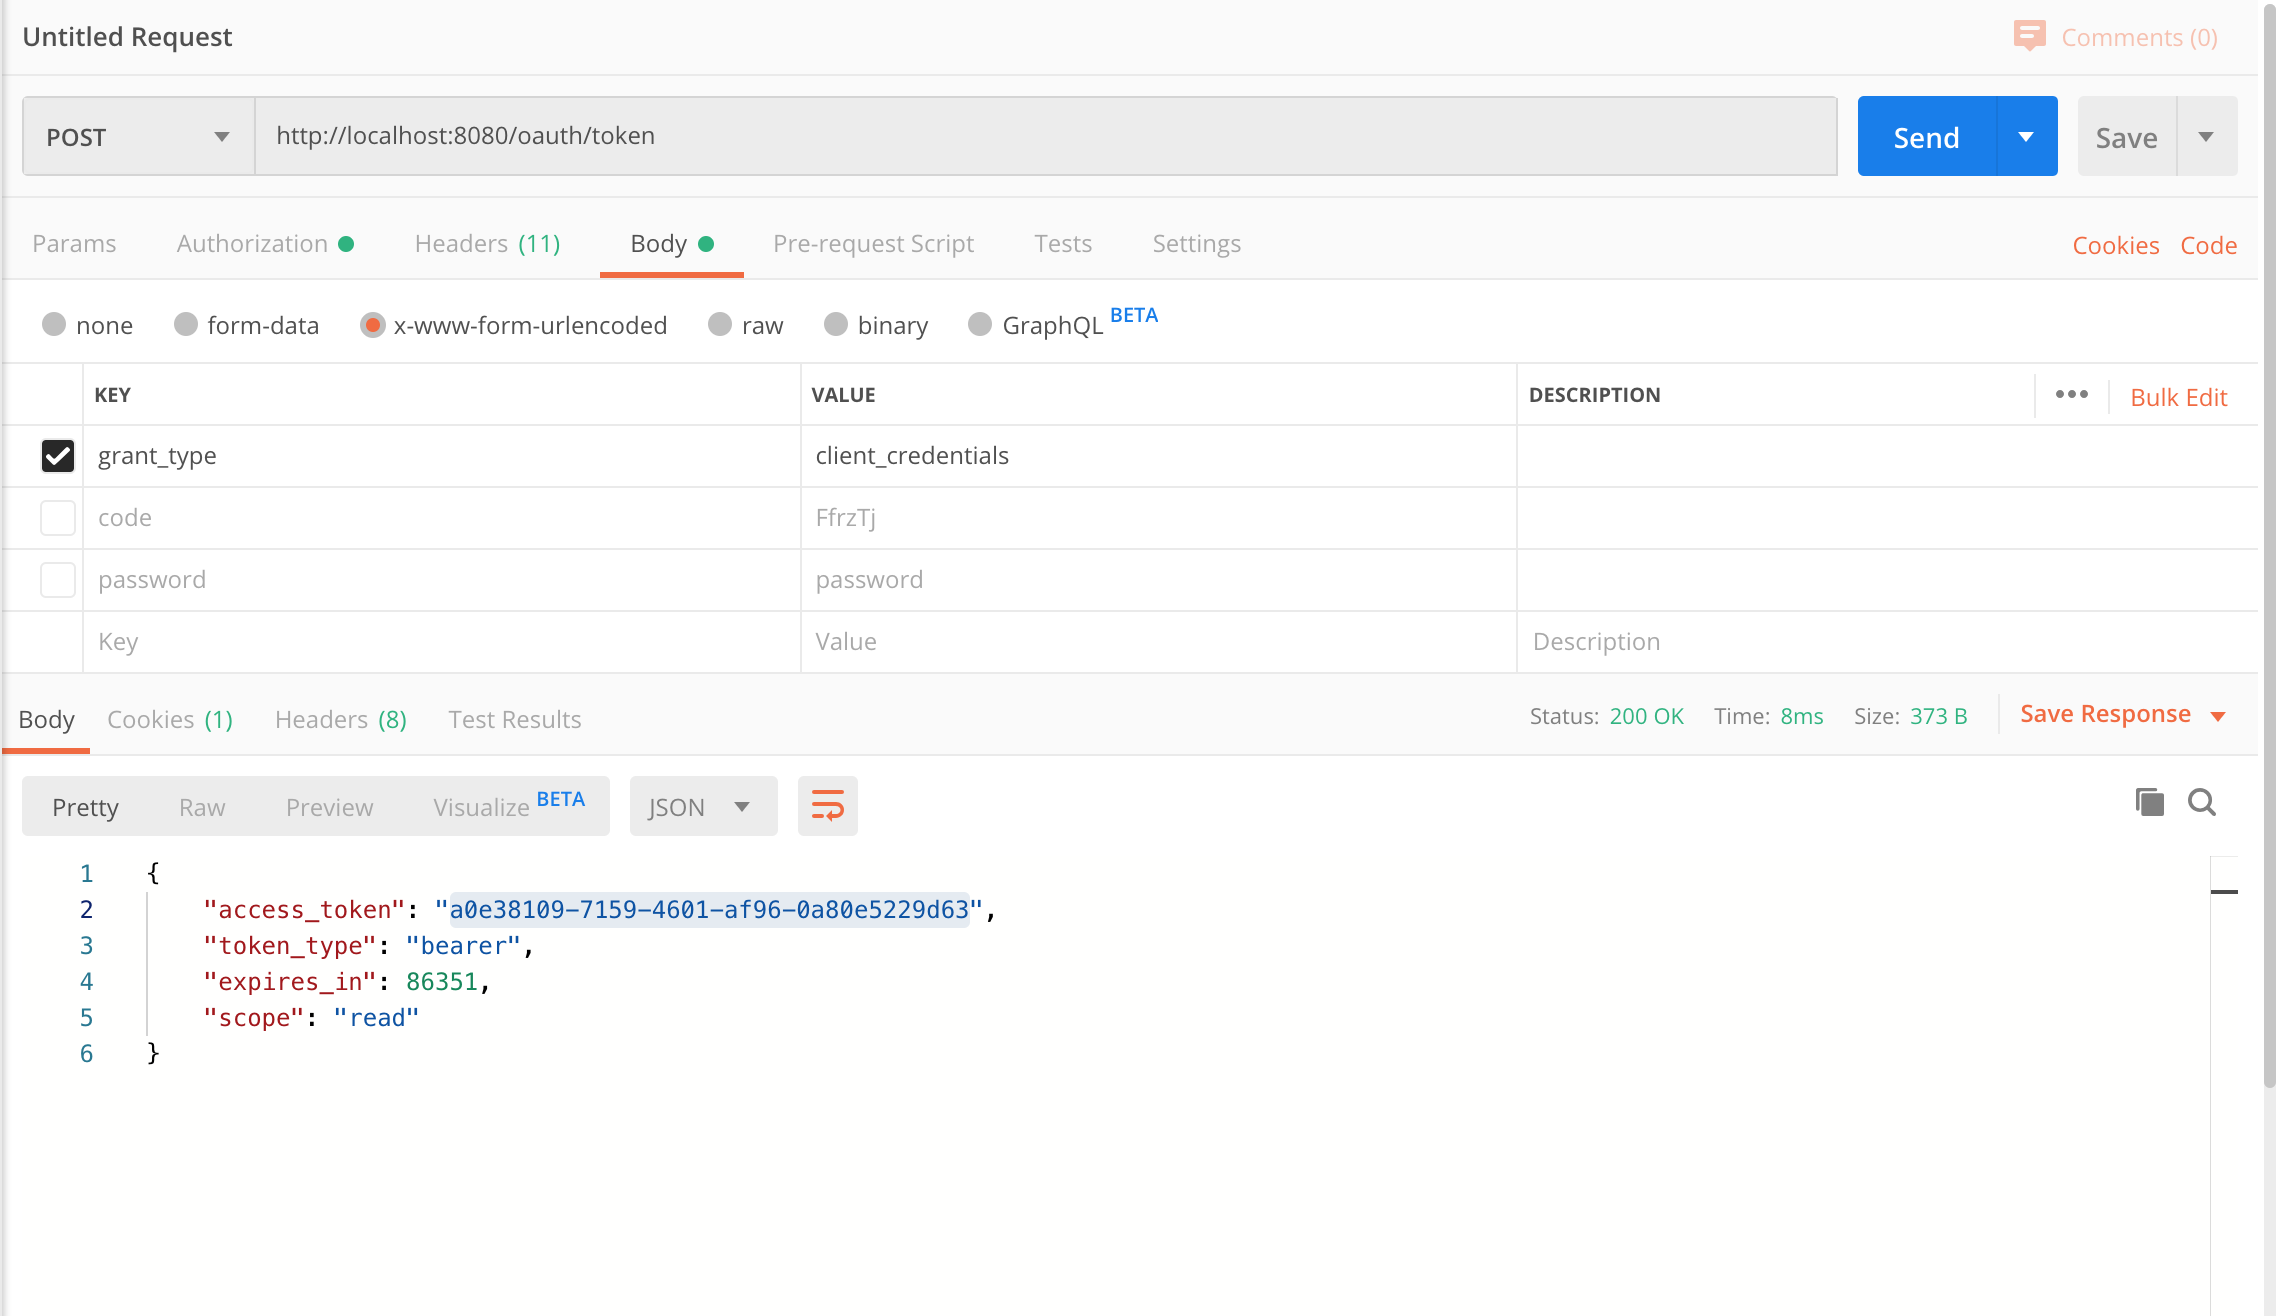 Untitled Request
Comments (0)
POST
http://localhost:8080/oauth/token
Send
Save
Params Authorization Headers (11) Body Pre-request Script Tests Settings Cookies Code
none form-data x-www-form-urlencoded raw binary GraphQL BETA
KEY VALUE DESCRIPTION Bulk Edit
grant_type client_credentials
code FfrzTj
password password
Key Value Description
Body Cookies (1) Headers (8) Test Results Status: 200 OK Time: 8ms Size: 373 B Save Response
Pretty Raw Preview Visualize BETA JSON
1 {
2 "access_token": "a0e38109-7159-4601-af96-0a80e5229d63",
3 "token_type": "bearer",
4 "expires_in": 86351,
5 "scope": "read"
6 }